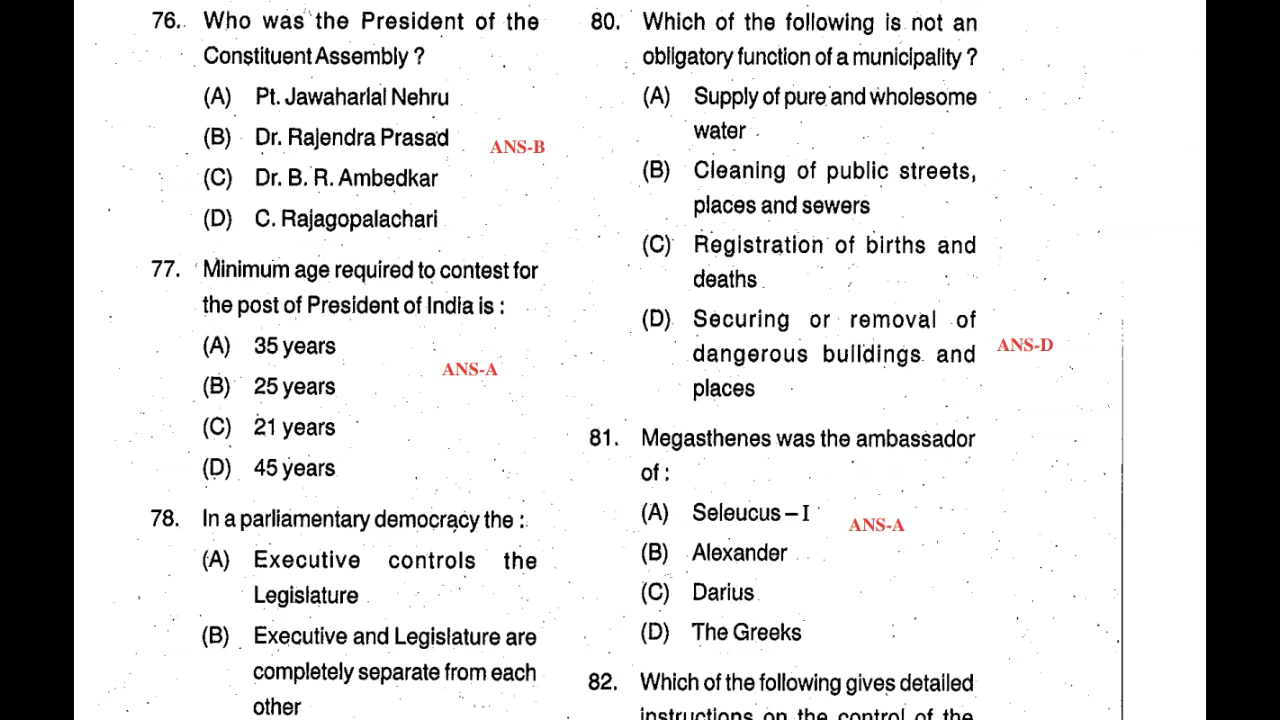 76. Who was the President of the
Constituent Assembly ?
(A) Pt. Jawaharlal Nehru
(B) Dr. Rajendra Prasad
ANS-B
(C) Dr. B. R. Ambedkar
(D) C. Rajagopalachari
77. Minimum age required to contest for
the post of President of India is :
(A) 35 years
ANS-A
(B) 25 years
(C) 21 years
(D) 45 years
78. In a parliamentary democracy the :
(A) Executive controls the
Legislature
(B) Executive and Legislature are
completely separate from each
other
80. Which of the following is not an
obligatory function of a municipality ?
(A) Supply of pure and wholesome
water
(B) Cleaning of public streets,
places and sewers
(C) Registration of births and
deaths
(D) Securing or removal of
dangerous buildings and
ANS-D
places
81. Megasthenes was the ambassador
of :
(A) Seleucus – I
ANS-A
(B) Alexander
(C) Darius
(D) The Greeks
82. Which of the following gives detailed
instructions on the control of the